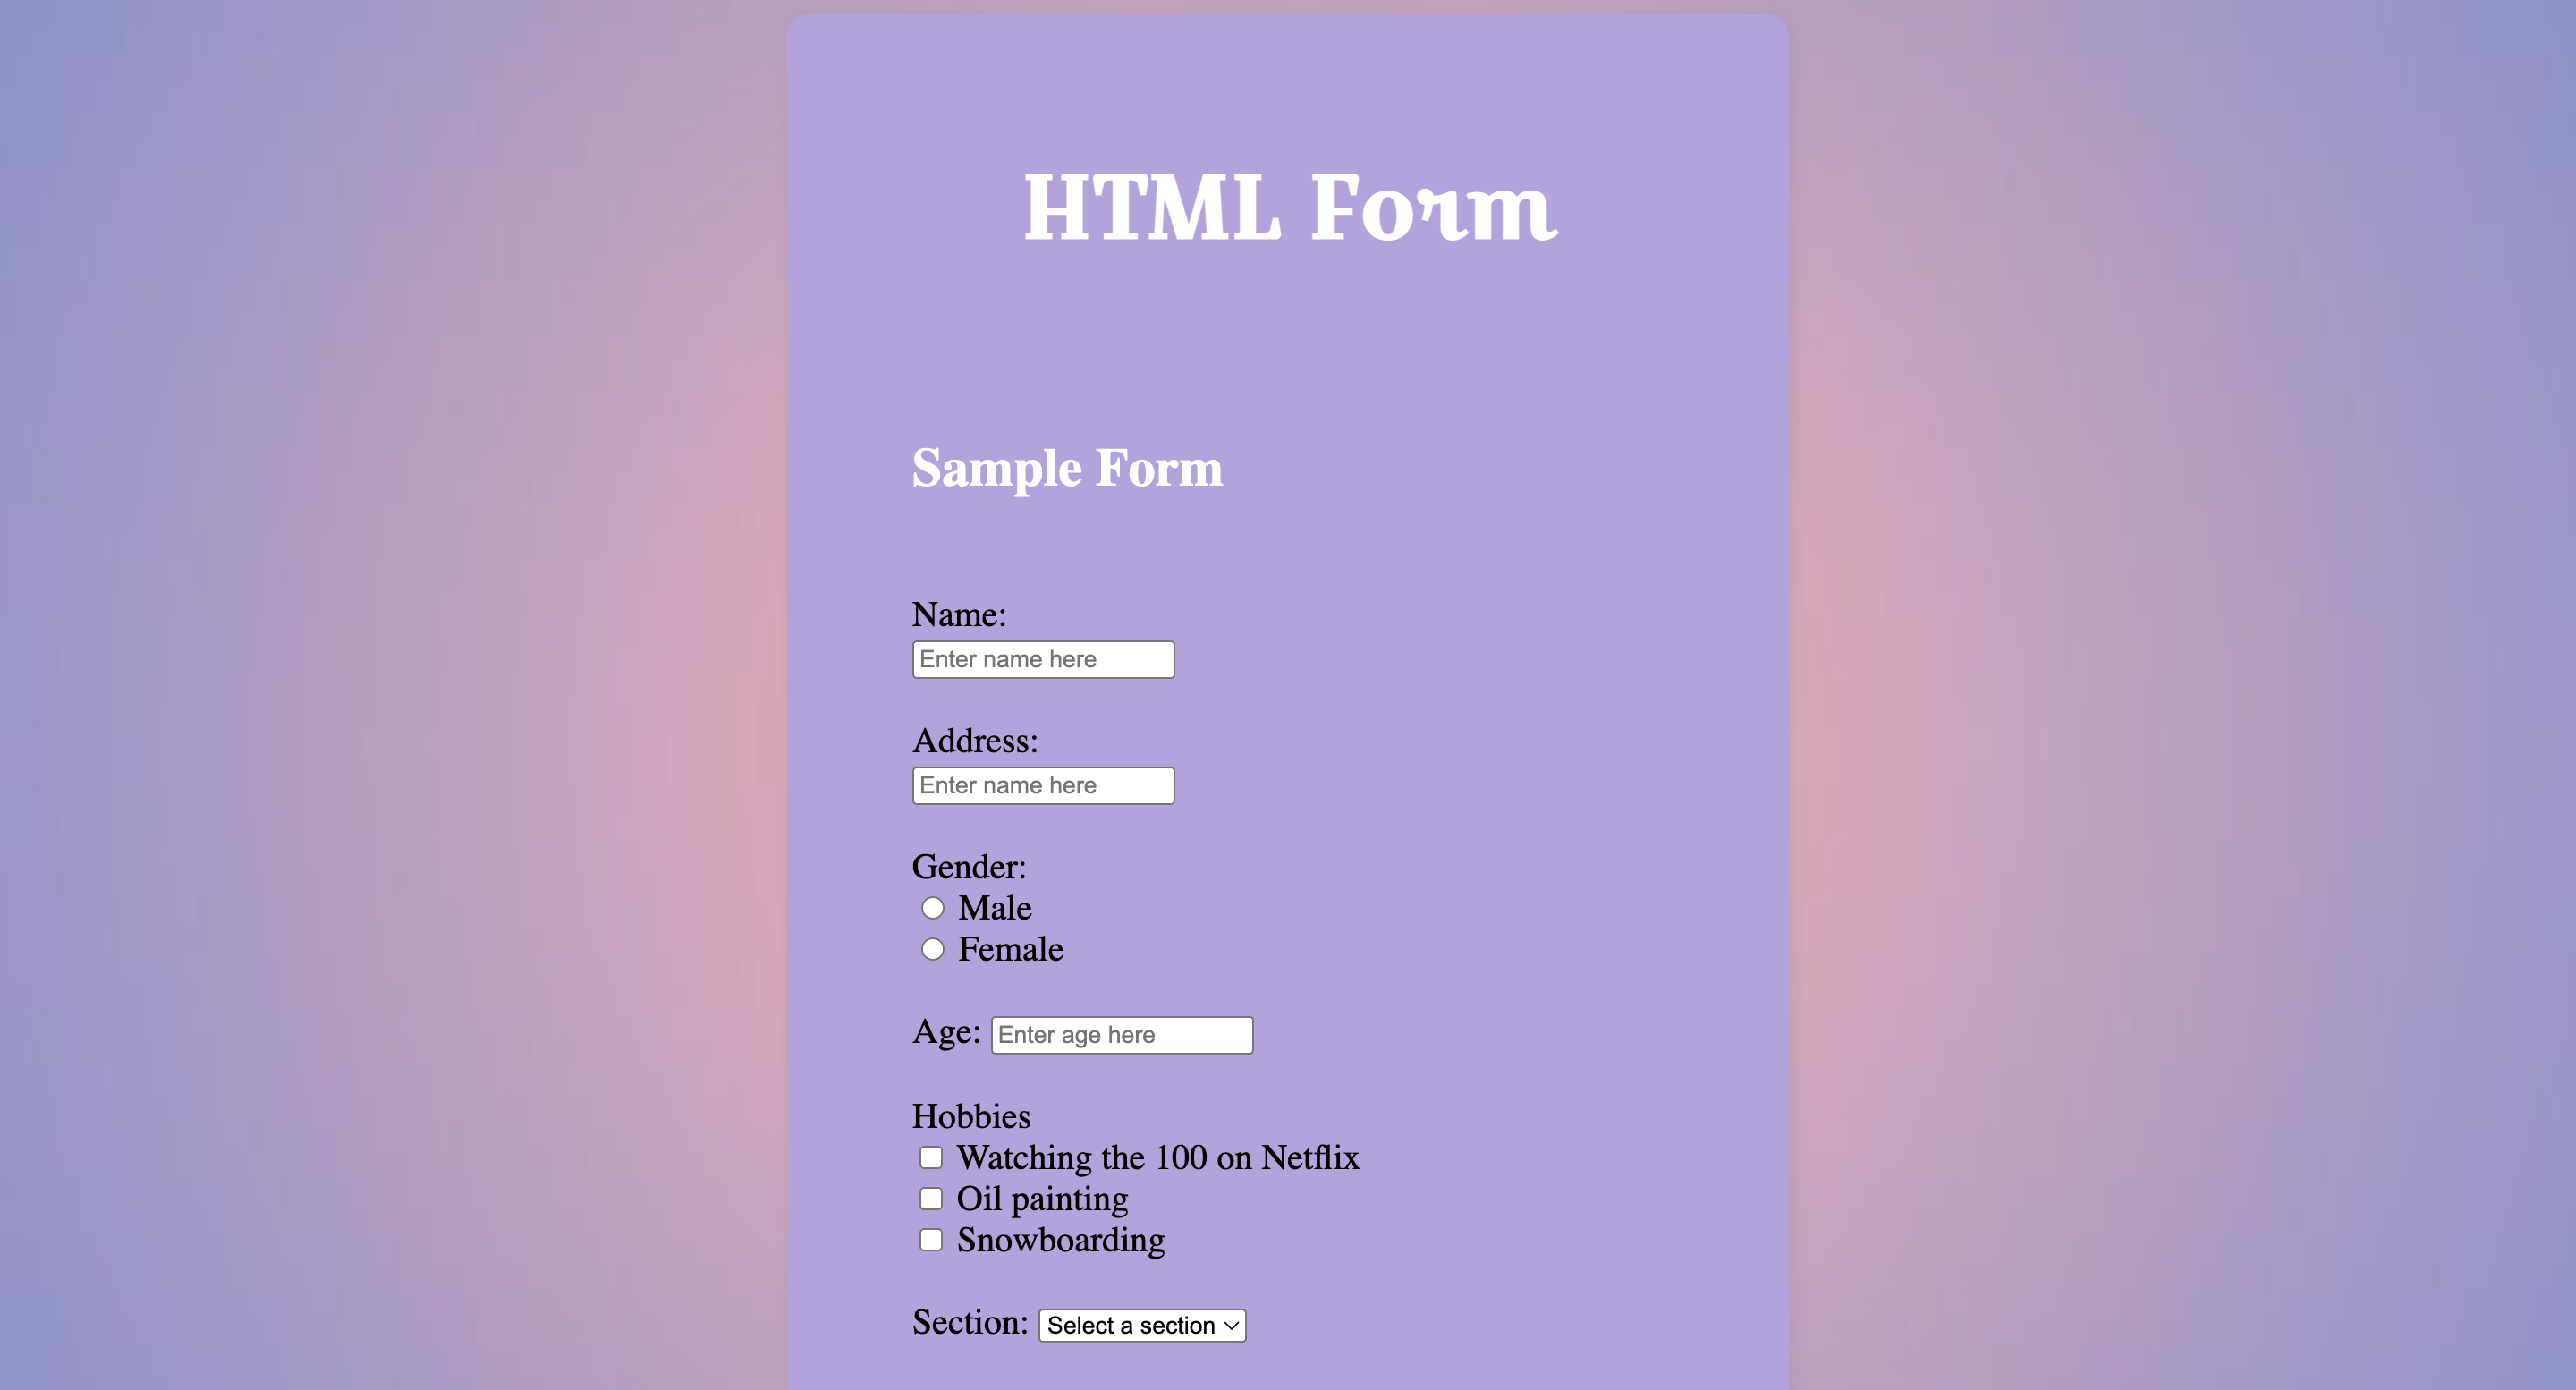 HTML Form
Sample Form
Name:
Enter name here
Address:
Enter name here
Gender:
Male
Female
Age: Enter age here
Hobbies
Watching the 100 on Netflix
Oil painting
Snowboarding
Section: Select a section